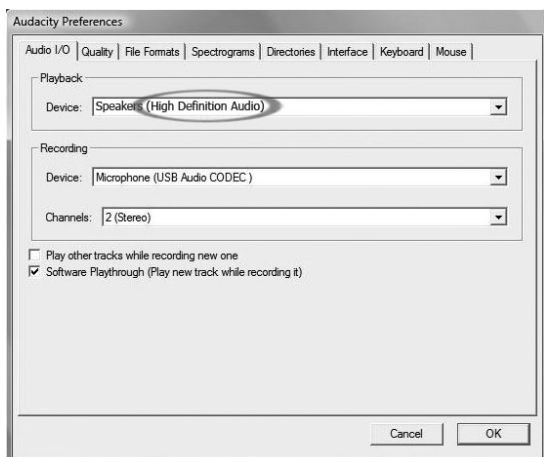 Audacity Preferences
Audio I/O Quality File Formats Spectrograms Directories Interface Keyboard Mouse
Playback
Device: Speakers (High Definition Audio)
Recording
Device: Microphone (USB Audio CODEC )
Channels: 2 (Stereo)
Play other tracks while recording new one
Software Playthrough (Play new track while recording it)
Cancel OK